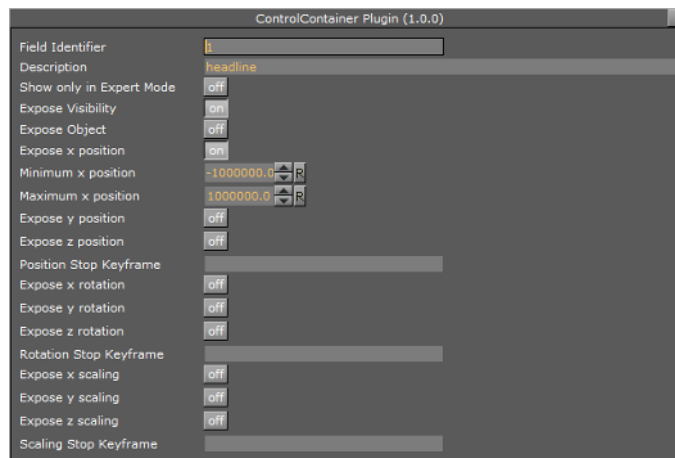 ControlContainer Plugin (1.0.0)
Field Identifier 1
Description headline
Show only in Expert Mode off
Expose Visibility on
Expose Object off
Expose x position on
Minimum x position -1000000.0 R
Maximum x position 1000000.0 R
Expose y position off
Expose z position off
Position Stop Keyframe
Expose x rotation off
Expose y rotation off
Expose z rotation off
Rotation Stop Keyframe
Expose x scaling off
Expose y scaling off
Expose z scaling off
Scaling Stop Keyframe